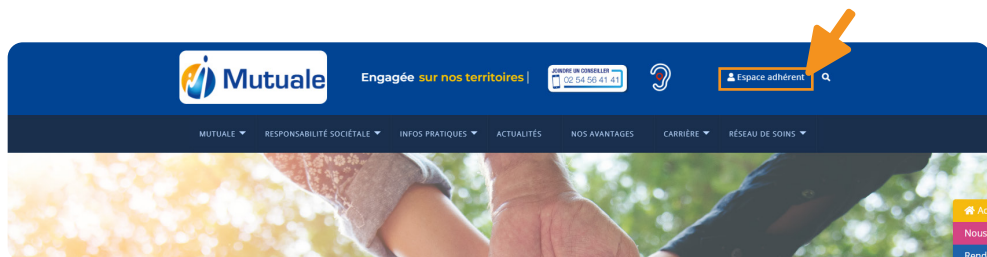 Mutuale
Engagée sur nos territoires|
JOINDRE UN CONSEILLER
02 54 56 41 41
Espace adhérent
MUTUALE
RESPONSABILITÉ SOCIÉTALE
INFOS PRATIQUES
ACTUALITÉS
NOS AVANTAGES
CARRIÈRE
RÉSEAU DE SOINS
Nous